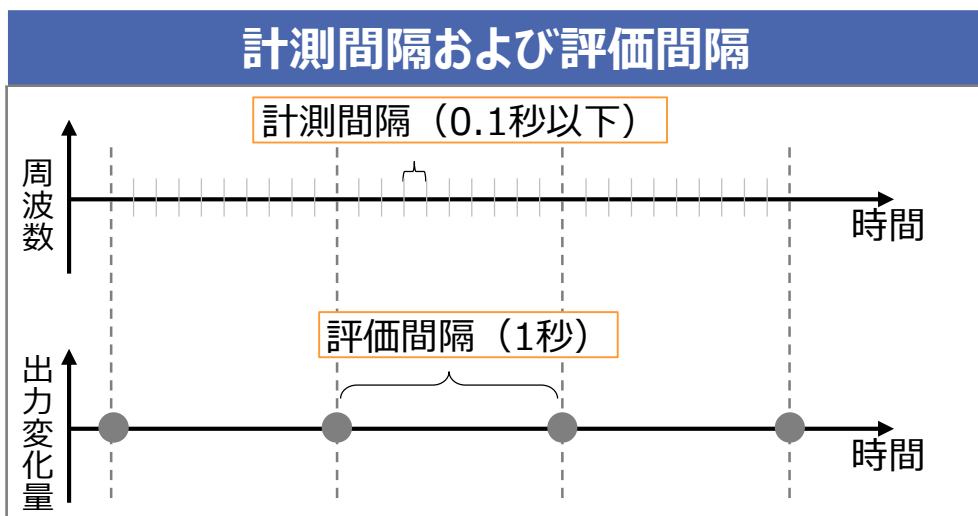 計測間隔および評価間隔
計測間隔（0.1秒以下）
周波数
時間
評価間隔（1秒）
出力変化量
時間